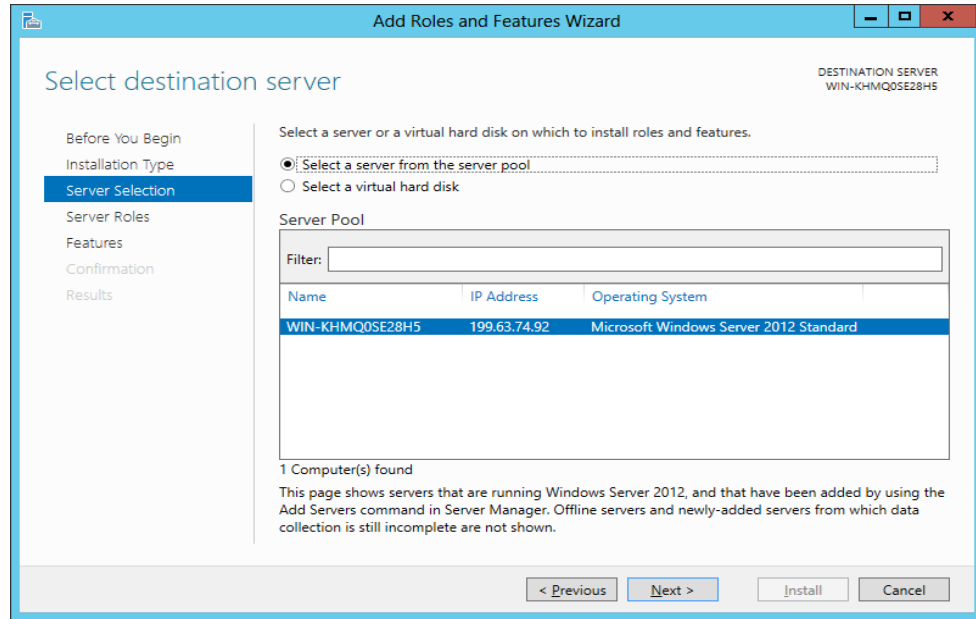 Add Roles and Features Wizard
Select destination server
DESTINATION SERVER
WIN-KHMQ0SE28H5
Before You Begin
Installation Type
Server Selection
Server Roles
Features
Confirmation
Results
Select a server or a virtual hard disk on which to install roles and features.
Select a server from the server pool
Select a virtual hard disk
Server Pool
Filter:
Name IP Address Operating System
WIN-KHMQ0SE28H5 199.63.74.92 Microsoft Windows Server 2012 Standard
1 Computer(s) found
This page shows servers that are running Windows Server 2012, and that have been added by using the
Add Servers command in Server Manager. Offline servers and newly-added servers from which data
collection is still incomplete are not shown.
< Previous Next > Install Cancel